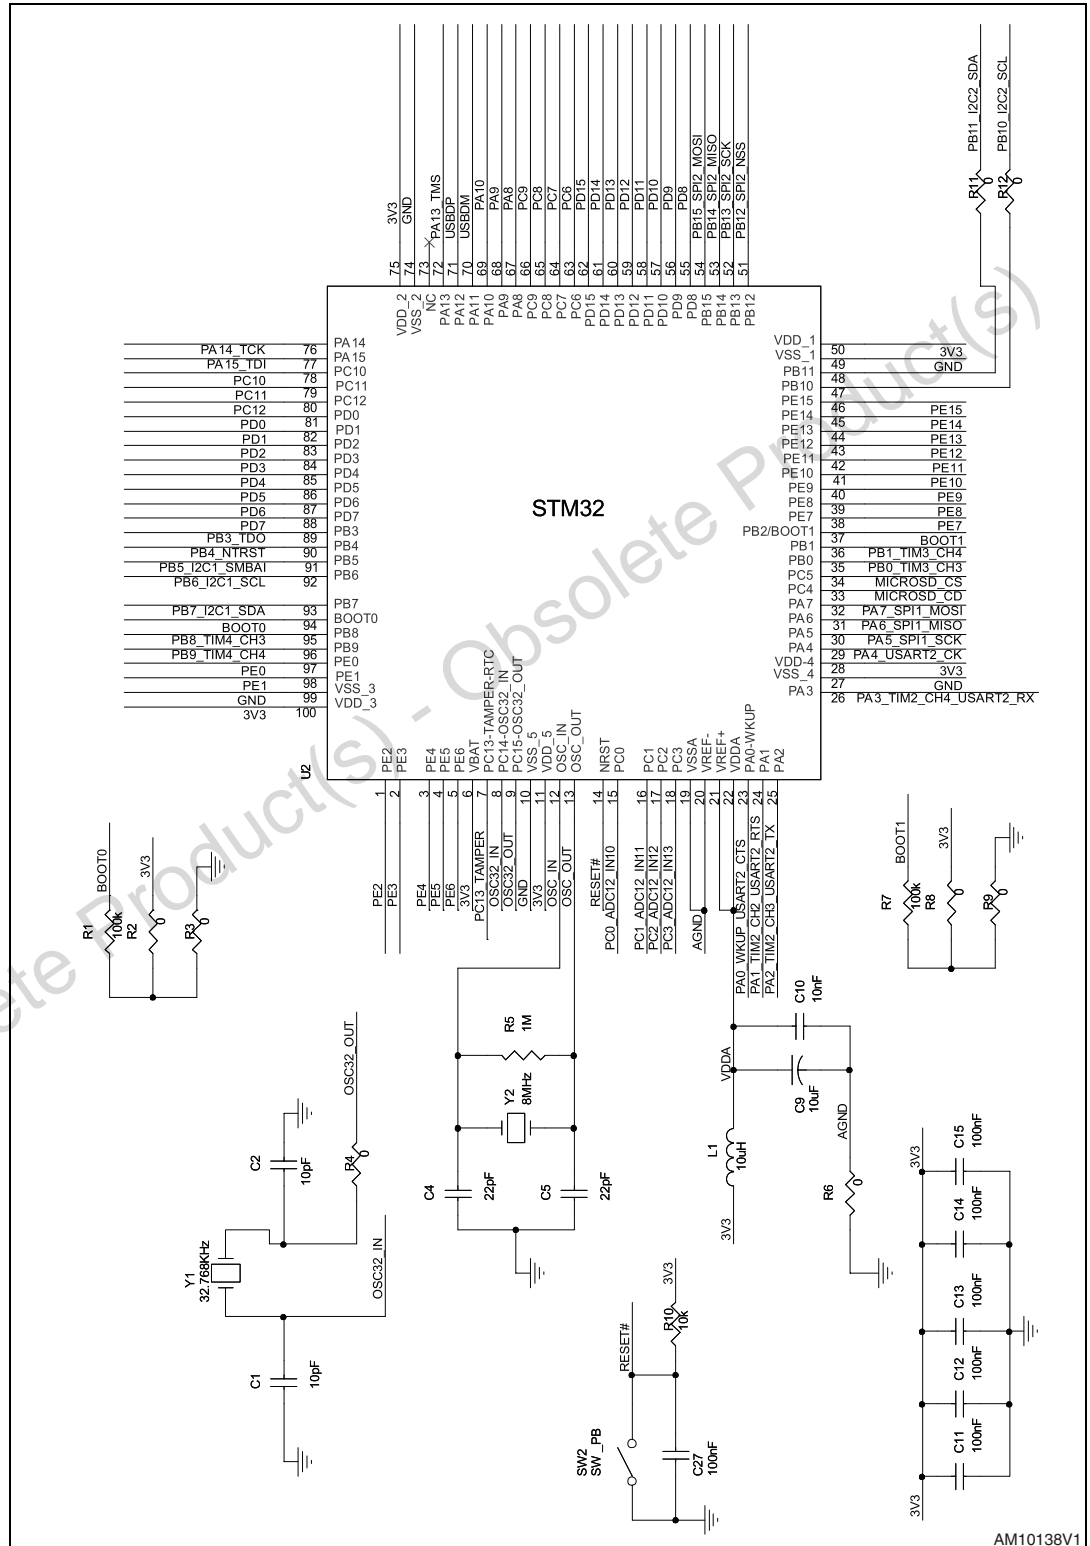 PB11_I2C2_SDA
PB10_I2C2_SCL
R11
0
R12
0
3V3
GND
PA13_TMS
USBDP
USBDM
PA10
PA9
PA8
PC9
PC8
PC7
PC6
PD15
PD14
PD13
PD12
PD11
PD10
PD9
PD8
PB15_SPI2_MOSI
PB14_SPI2_MISO
PB13_SPI2_SCK
PB12_SPI2_NSS
75
74
73
72
71
70
69
68
67
66
65
64
63
62
61
60
59
58
57
56
55
54
53
52
51
VDD_2
VSS_2
NC
PA13
PA12
PA11
PA10
PA9
PA8
PC9
PC8
PC7
PC6
PD15
PD14
PD13
PD12
PD11
PD10
PD9
PD8
PB15
PB14
PB13
PB12
PA14_TCK 76 PA14
PA15_TDI 77 PA15
PC10 78 PC10
PC11 79 PC11
PC12 80 PC12
PD0 81 PD0
PD1 82 PD1
PD2 83 PD2
PD3 84 PD3
PD4 85 PD4
PD5 86 PD5
PD6 87 PD6
PD7 88 PD7
PB3_TDO 89 PB3
PB4_NTRST 90 PB4
PB5_I2C1_SMBAI 91 PB5
PB6_I2C1_SCL 92 PB6
PB7_I2C1_SDA 93 PB7
BOOT0 94 BOOT0
PB8_TIM4_CH3 95 PB8
PB9_TIM4_CH4 96 PB9
PE0 97 PE0
PE1 98 PE1
GND 99 VSS_3
3V3 100 VDD_3
STM32
U2
VDD_1 50 3V3
VSS_1 49 GND
PB11 48
PB10 47
PE15 46 PE15
PE14 45 PE14
PE13 44 PE13
PE12 43 PE12
PE11 42 PE11
PE10 41 PE10
PE9 40 PE9
PE8 39 PE8
PE7 38 PE7
PB2/BOOT1 37 BOOT1
PB1 36 PB1_TIM3_CH4
PB0 35 PB0_TIM3_CH3
PC5 34 MICROSD_CS
PC4 33 MICROSD_CD
PA7 32 PA7_SPI1_MOSI
PA6 31 PA6_SPI1_MISO
PA5 30 PA5_SPI1_SCK
PA4 29 PA4_USART2_CK
VDD-4 28 3V3
VSS_4 27 GND
PA3 26 PA3_TIM2_CH4_USART2_RX
PE2
PE3
PE4
PE5
PE6
VBAT
PC13-TAMPER-RTC
PC14-OSC32_IN
PC15-OSC32_OUT
VSS_5
VDD_5
OSC_IN
OSC_OUT
NRST
PC0
PC1
PC2
PC3
VSSA
VREF-
VREF+
VDDA
PA0-WKUP
PA1
PA2
1
2
3
4
5
6
7
8
9
10
11
12
13
14
15
16
17
18
19
20
21
22
23
24
25
PE2
PE3
PE4
PE5
PE6
3V3
PC13_TAMPER
OSC32_IN
OSC32_OUT
GND
3V3
OSC_IN
OSC_OUT
RESET#
PC0_ADC12_IN10
PC1_ADC12_IN11
PC2_ADC12_IN12
PC3_ADC12_IN13
AGND
PA0_WKUP_USART2_CTS
PA1_TIM2_CH2_USART2_RTS
PA2_TIM2_CH3_USART2_TX
BOOT0
3V3
R1
100k
R2
0
R3
0
BOOT1
3V3
R7
100k
R8
0
R9
0
OSC32_OUT
C2
10pF
R4
0
Y1
32.768KHz
OSC32_IN
C1
10pF
R5
1M
Y2
8MHz
C4
22pF
C5
22pF
VDDA
C10
10nF
C9
10uF
AGND
L1
10uH
3V3
R6
0
RESET#
3V3
R10
10k
SW2
SW_PB
C27
100nF
3V3
C15
100nF
C14
100nF
C13
100nF
C12
100nF
C11
100nF
3V3
AM10138V1
ete Product(s) - Obsolete Product(s)